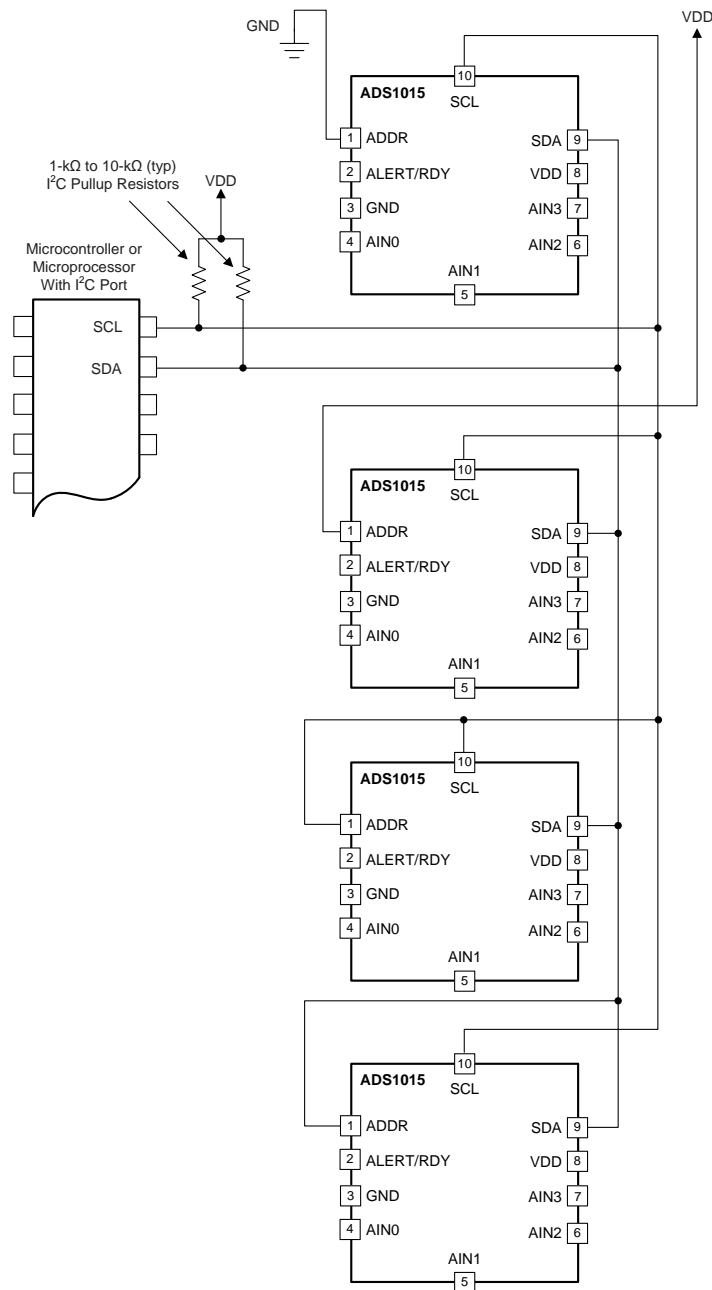 GND
VDD
10
ADS1015
SCL
1 ADDR
SDA 9
2 ALERT/RDY
VDD 8
3 GND
AIN3 7
4 AIN0
AIN2 6
AIN1
5
1-kΩ to 10-kΩ (typ)
I²C Pullup Resistors
VDD
Microcontroller or
Microprocessor
With I²C Port
SCL
SDA
10
ADS1015
SCL
1 ADDR
SDA 9
2 ALERT/RDY
VDD 8
3 GND
AIN3 7
4 AIN0
AIN2 6
AIN1
5
10
ADS1015
SCL
1 ADDR
SDA 9
2 ALERT/RDY
VDD 8
3 GND
AIN3 7
4 AIN0
AIN2 6
AIN1
5
10
ADS1015
SCL
1 ADDR
SDA 9
2 ALERT/RDY
VDD 8
3 GND
AIN3 7
4 AIN0
AIN2 6
AIN1
5